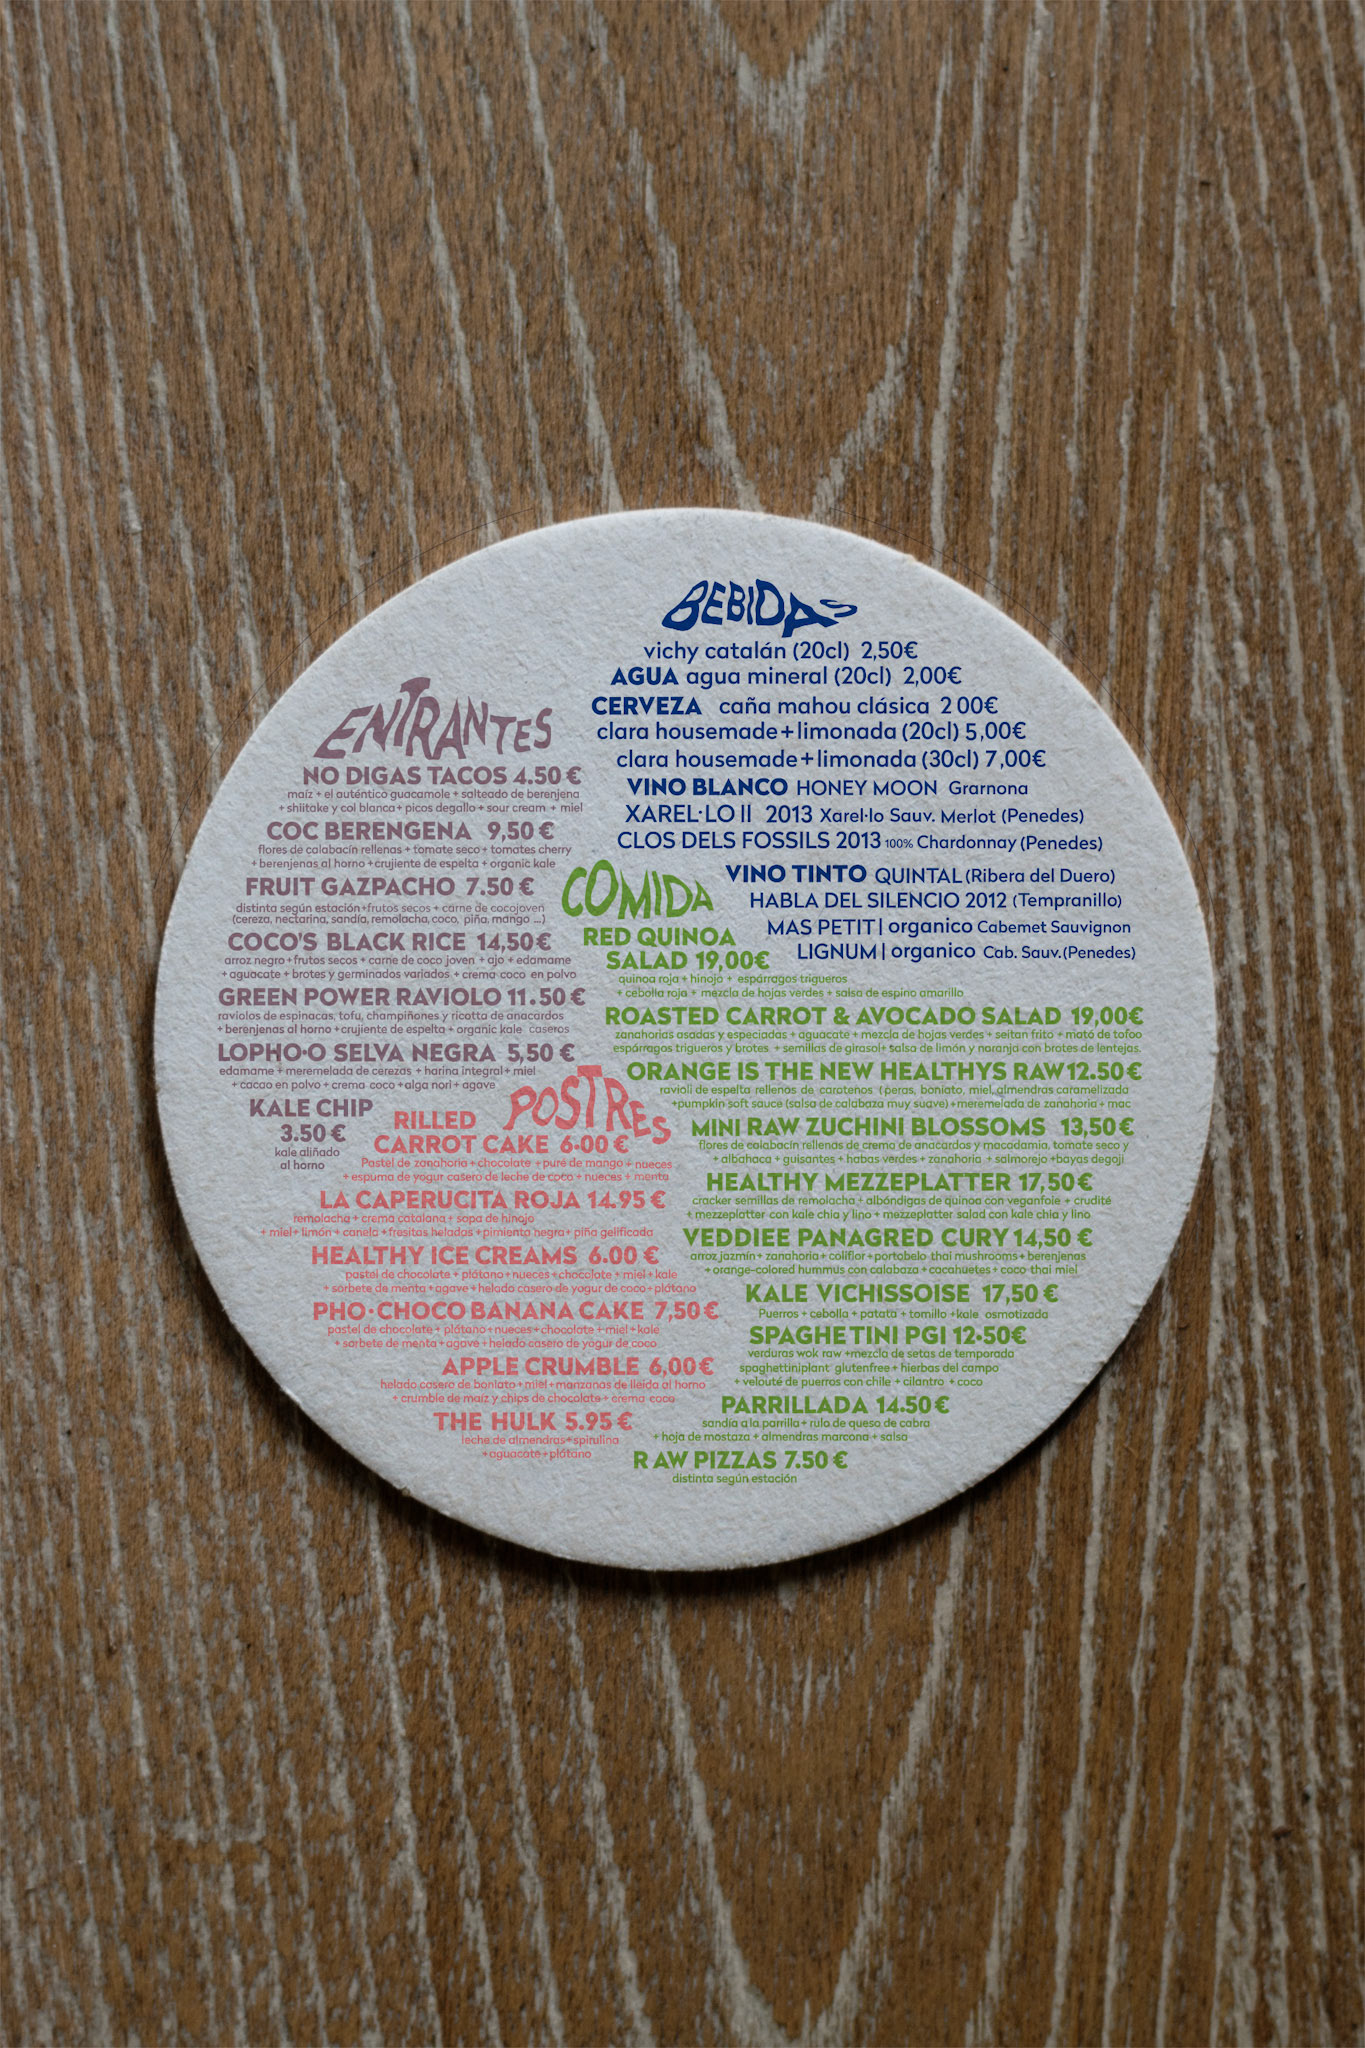 BEBIDAS
vichy catalán (20cl) 2,50€
AGUA agua mineral (20cl) 2,00€
CERVEZA caña mahou clásica 2 00€
clara housemade+limonada (20cl) 5,00€
clara housemade+limonada (30cl) 7,00€
VINO BLANCO HONEY MOON Grarnona
XAREL·LO II 2013 Xarel·lo Sauv. Merlot (Penedes)
CLOS DELS FOSSILS 2013 100% Chardonnay (Penedes)
VINO TINTO QUINTAL (Ribera del Duero)
HABLA DEL SILENCIO 2012 (Tempranillo)
MAS PETIT| organico Cabemet Sauvignon
LIGNUM| organico Cab. Sauv.(Penedes)
ENTRANTES
NO DIGAS TACOS 4.50 €
maíz + el auténtico guacamole + salteado de berenjena
+ shiitake y col blanca + picos degallo + sour cream + miel
COC BERENGENA 9,50 €
flores de calabacín rellenas + tomate seco + tomates cherry
+ berenjenas al horno + crujiente de espelta + organic kale
FRUIT GAZPACHO 7.50 €
distinta según estación +frutos secos + carne de cocojoven
(cereza, nectarina, sandía, remolacha, coco, piña, mango ...)
COCO'S BLACK RICE 14,50€
arroz negro + frutos secos + carne de coco joven + ajo + edamame
+ aguacate + brotes y germinados variados + crema coco en polvo
GREEN POWER RAVIOLO 11.50 €
raviolos de espinacas, tofu, champiñones y ricotta de anacardos
+ berenjenas al horno + crujiente de espelta + organic kale caseros
LOPHO·O SELVA NEGRA 5,50 €
edamame + meremelada de cerezas + harina integral + miel
+ cacao en polvo + crema coco + alga nori + agave
KALE CHIP
3.50 €
kale aliñado
al horno
COMIDA
RED QUINOA
SALAD 19,00€
quinoa roja + hinojo + espárragos trigueros
+ cebolla roja + mezcla de hojas verdes + salsa de espino amarillo
ROASTED CARROT & AVOCADO SALAD 19,00€
zanahorias asadas y especiadas + aguacate + mezcla de hojas verdes + seitan frito + mató de tofoo
espárragos trigueros y brotes + semillas de girasol+ salsa de limón y naranja con brotes de lentejas.
ORANGE IS THE NEW HEALTHYS RAW 12.50 €
ravioli de espelta rellenos de carateños ( peras, boniato, miel, almendras caramelizada
+pumpkin soft sauce (salsa de calabaza muy suave) + meremelada de zanahoria + mac
MINI RAW ZUCHINI BLOSSOMS 13,50€
flores de calabacín rellenas de crema de anacardos y macadamia, tomate seco y
+ albahaca + guisantes + habas verdes + zanahoria + salmorejo +bayas degoji
HEALTHY MEZZEPLATTER 17,50€
cracker semillas de remolacha + albóndigas de quinoa con veganfoie + crudité
+ mezzeplatter con kale chia y lino + mezzeplatter salad con kale chia y lino
VEDDIEE PANAGRED CURY 14,50 €
arroz jazmín + zanahoria + coliflor + portobelo thai mushrooms + berenjenas
+ orange-colored hummus con calabaza + cacahuetes + coco thai miel
KALE VICHISSOISE 17,50 €
Puerros + cebolla + patata + tomillo +kale osmotizada
SPAGHETINI PGI 12·50€
verduras wok raw +mezcla de setas de temporada
spaghettiniplant glutenfree + hierbas del campo
+ velouté de puerros con chile + cilantro + coco
PARRILLADA 14.50 €
sandía a la parrilla + rulo de queso de cabra
+ hoja de mostaza + almendras marcona + salsa
RAW PIZZAS 7.50 €
distinta según estación
POSTRES
RILLED
CARROT CAKE 6·00 €
Pastel de zanahoria + chocolate + puré de mango + nueces
+ espuma de yogur casero de leche de coco + nueces + menta
LA CAPERUCITA ROJA 14.95 €
remolacha + crema catalana + sopa de hinojo
+ miel + limón + canela + fresitas heladas + pimienta negra + piña gelificada
HEALTHY ICE CREAMS 6.00 €
pastel de chocolate + plátano + nueces + chocolate + miel + kale
+ sorbete de menta + agave + helado casero de yogur de coco + plátano
PHO·CHOCO BANANA CAKE 7,50 €
pastel de chocolate + plátano + nueces + chocolate + miel + kale
+ sorbete de menta + agave + helado casero de yogur de coco
APPLE CRUMBLE 6,00€
helado casero de boniato + miel + manzanas de lleida al horno
+ crumble de maíz y chips de chocolate + crema coco
THE HULK 5.95 €
leche de almendras + spirulina
+ aguacate + plátano